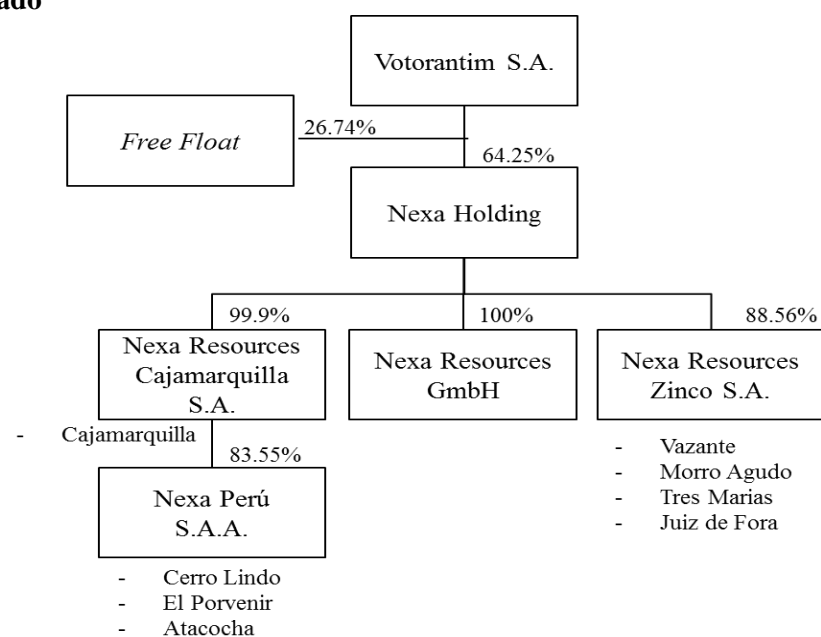 Votorantim S.A.
Free Float
26.74%
64.25%
Nexa Holding
99.9%
100%
88.56%
Nexa Resources
Cajamarquilla
S.A.
Nexa Resources
GmbH
Nexa Resources
Zinco S.A.
- Cajamarquilla
83.55%
Nexa Perú
S.A.A.
- Vazante
- Morro Agudo
- Tres Marias
- Juiz de Fora
- Cerro Lindo
- El Porvenir
- Atacocha